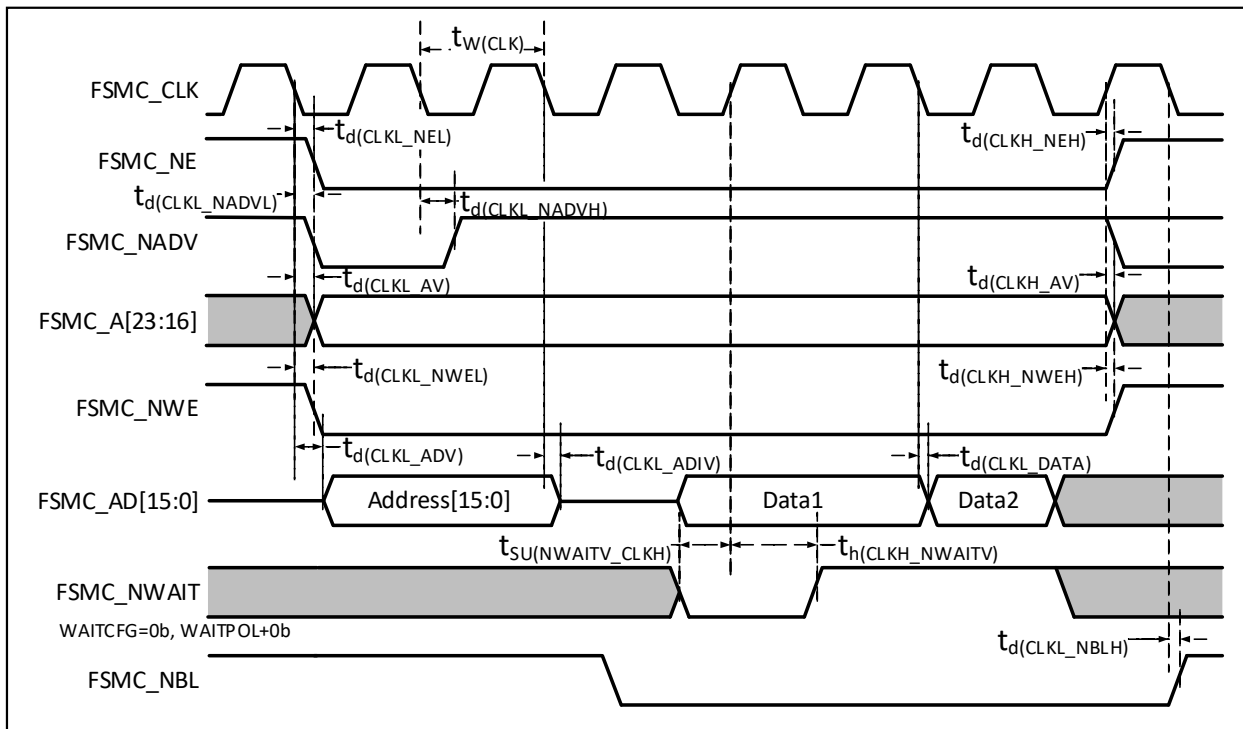 tW(CLK)
FSMC_CLK
td(CLKL_NEL)
td(CLKH_NEH)
FSMC_NE
td(CLKL_NADVL)
td(CLKL_NADVH)
FSMC_NADV
td(CLKL_AV)
td(CLKH_AV)
FSMC_A[23:16]
td(CLKL_NWEL)
td(CLKH_NWEH)
FSMC_NWE
td(CLKL_ADV)
td(CLKL_ADIV)
td(CLKL_DATA)
FSMC_AD[15:0]
Address[15:0]
Data1
Data2
tSU(NWAITV_CLKH)
th(CLKH_NWAITV)
FSMC_NWAIT
WAITCFG=0b, WAITPOL+0b
td(CLKL_NBLH)
FSMC_NBL